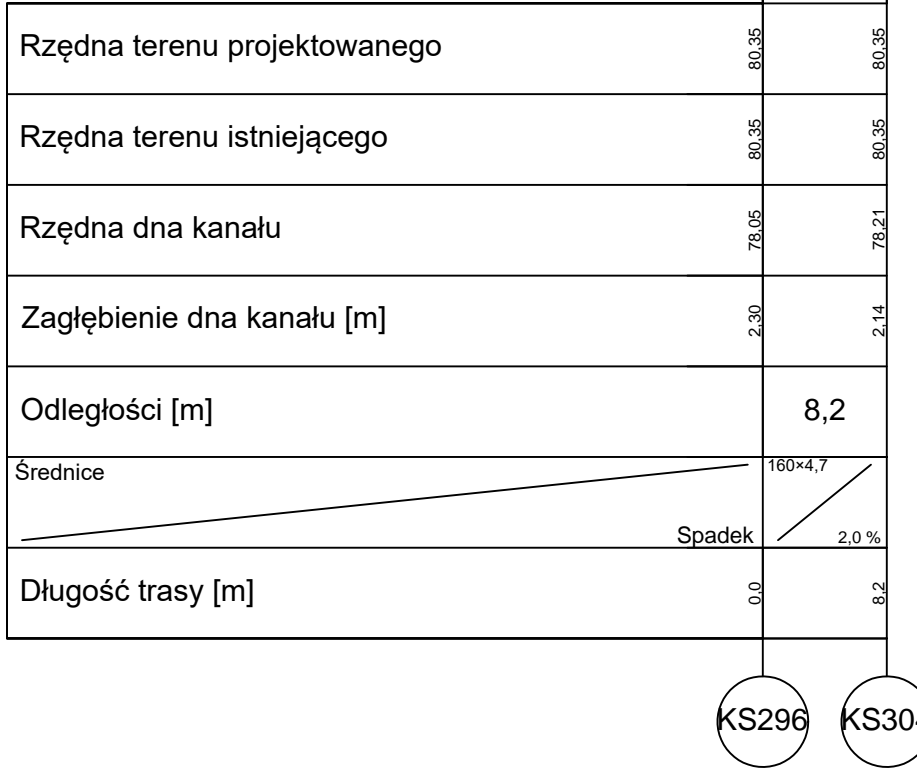 Rzędna terenu projektowanego 80,35 80,35
Rzędna terenu istniejącego 80,35 80,35
Rzędna dna kanału 78,05 78,21
Zagłębienie dna kanału [m] 2,30 2,14
Odległości [m] 8,2
Średnice 160×4,7
Spadek 2,0 %
Długość trasy [m] 0,0 8,2
KS296